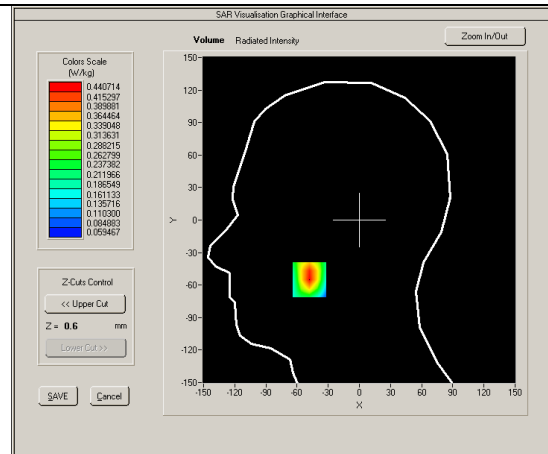 SAR Visualisation Graphical Interface
Volume Radiated Intensity
Zoom In/Out
Colors Scale
(W/kg)
0.440714
0.415297
0.389881
0.364464
0.339048
0.313631
0.288215
0.262799
0.237382
0.211966
0.186549
0.161133
0.135716
0.110300
0.084883
0.059467
Z-Cuts Control
<< Upper Cut
Z = 0.6 mm
Lower Cut >>
SAVE
Cancel
150-
120-
90-
60-
30-
0-
-30-
-60-
-90-
-120-
-150-
Y
-150 -120 -90 -60 -30 0 30 60 90 120 150
X